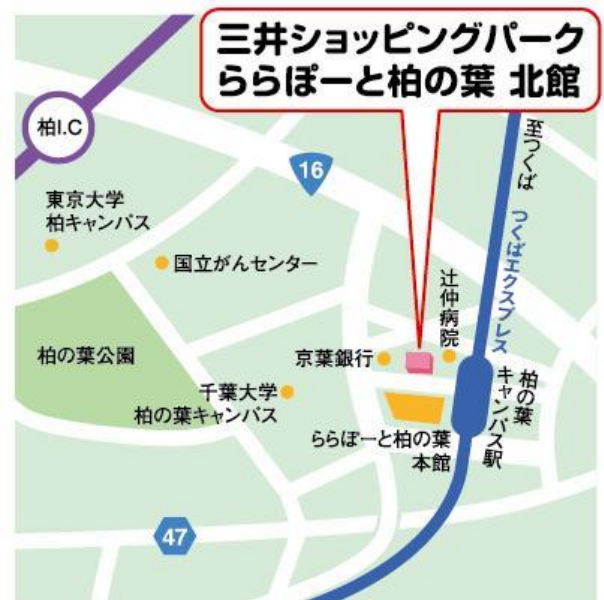 三井ショッピングパーク
ららぽーと柏の葉 北館
柏I.C
16
至つくば
つくばエクスプレス
東京大学
柏キャンパス
国立がんセンター
辻仲病院
柏の葉公園
京葉銀行
千葉大学
柏の葉キャンパス
柏の葉
キャンパス駅
ららぽーと柏の葉
本館
47